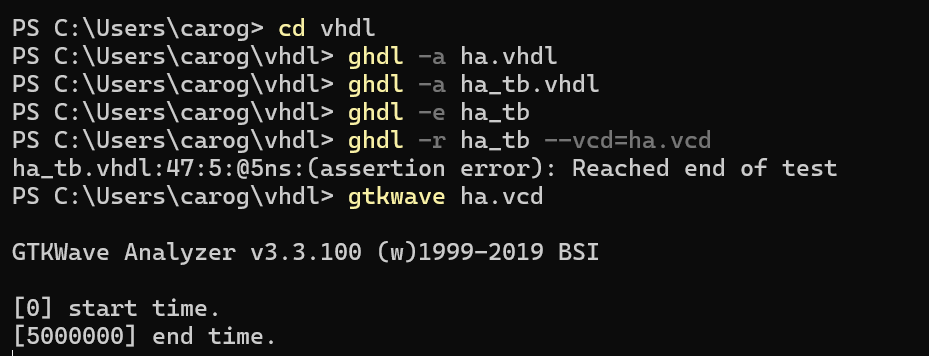 PS C:\Users\carog> cd vhdl
PS C:\Users\carog\vhdl> ghdl -a ha.vhdl
PS C:\Users\carog\vhdl> ghdl -a ha_tb.vhdl
PS C:\Users\carog\vhdl> ghdl -e ha_tb
PS C:\Users\carog\vhdl> ghdl -r ha_tb --vcd=ha.vcd
ha_tb.vhdl:47:5:@5ns:(assertion error): Reached end of test
PS C:\Users\carog\vhdl> gtkwave ha.vcd
GTKWave Analyzer v3.3.100 (w)1999-2019 BSI
[0] start time.
[5000000] end time.